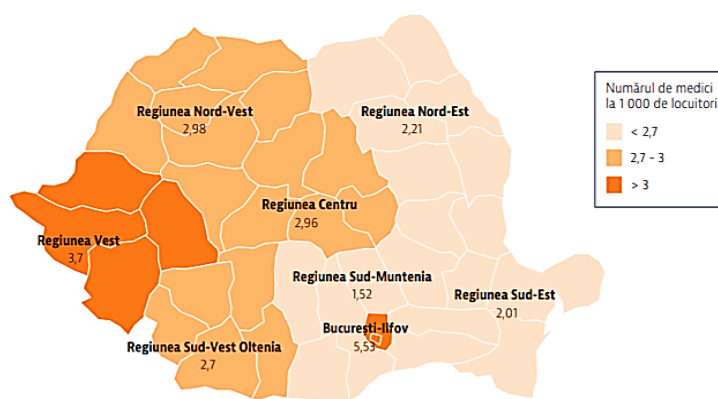 Numărul de medici
la 1 000 de locuitori
< 2,7
2,7 - 3
> 3
Regiunea Nord-Vest
2,98
Regiunea Nord-Est
2,21
Regiunea Centru
2,96
Regiunea Vest
3,7
Regiunea Sud-Muntenia
1,52
Regiunea Sud-Est
2,01
București-Ilfov
5,53
Regiunea Sud-Vest Oltenia
2,7